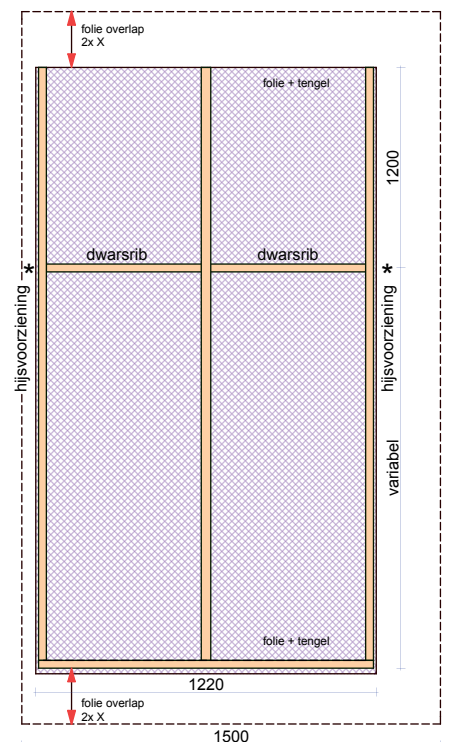 folie overlap
2x X
folie + tengel
1200
dwarsrib
dwarsrib
*
*
hijsvoorziening
hijsvoorziening
variabel
folie + tengel
1220
folie overlap
2x X
1500